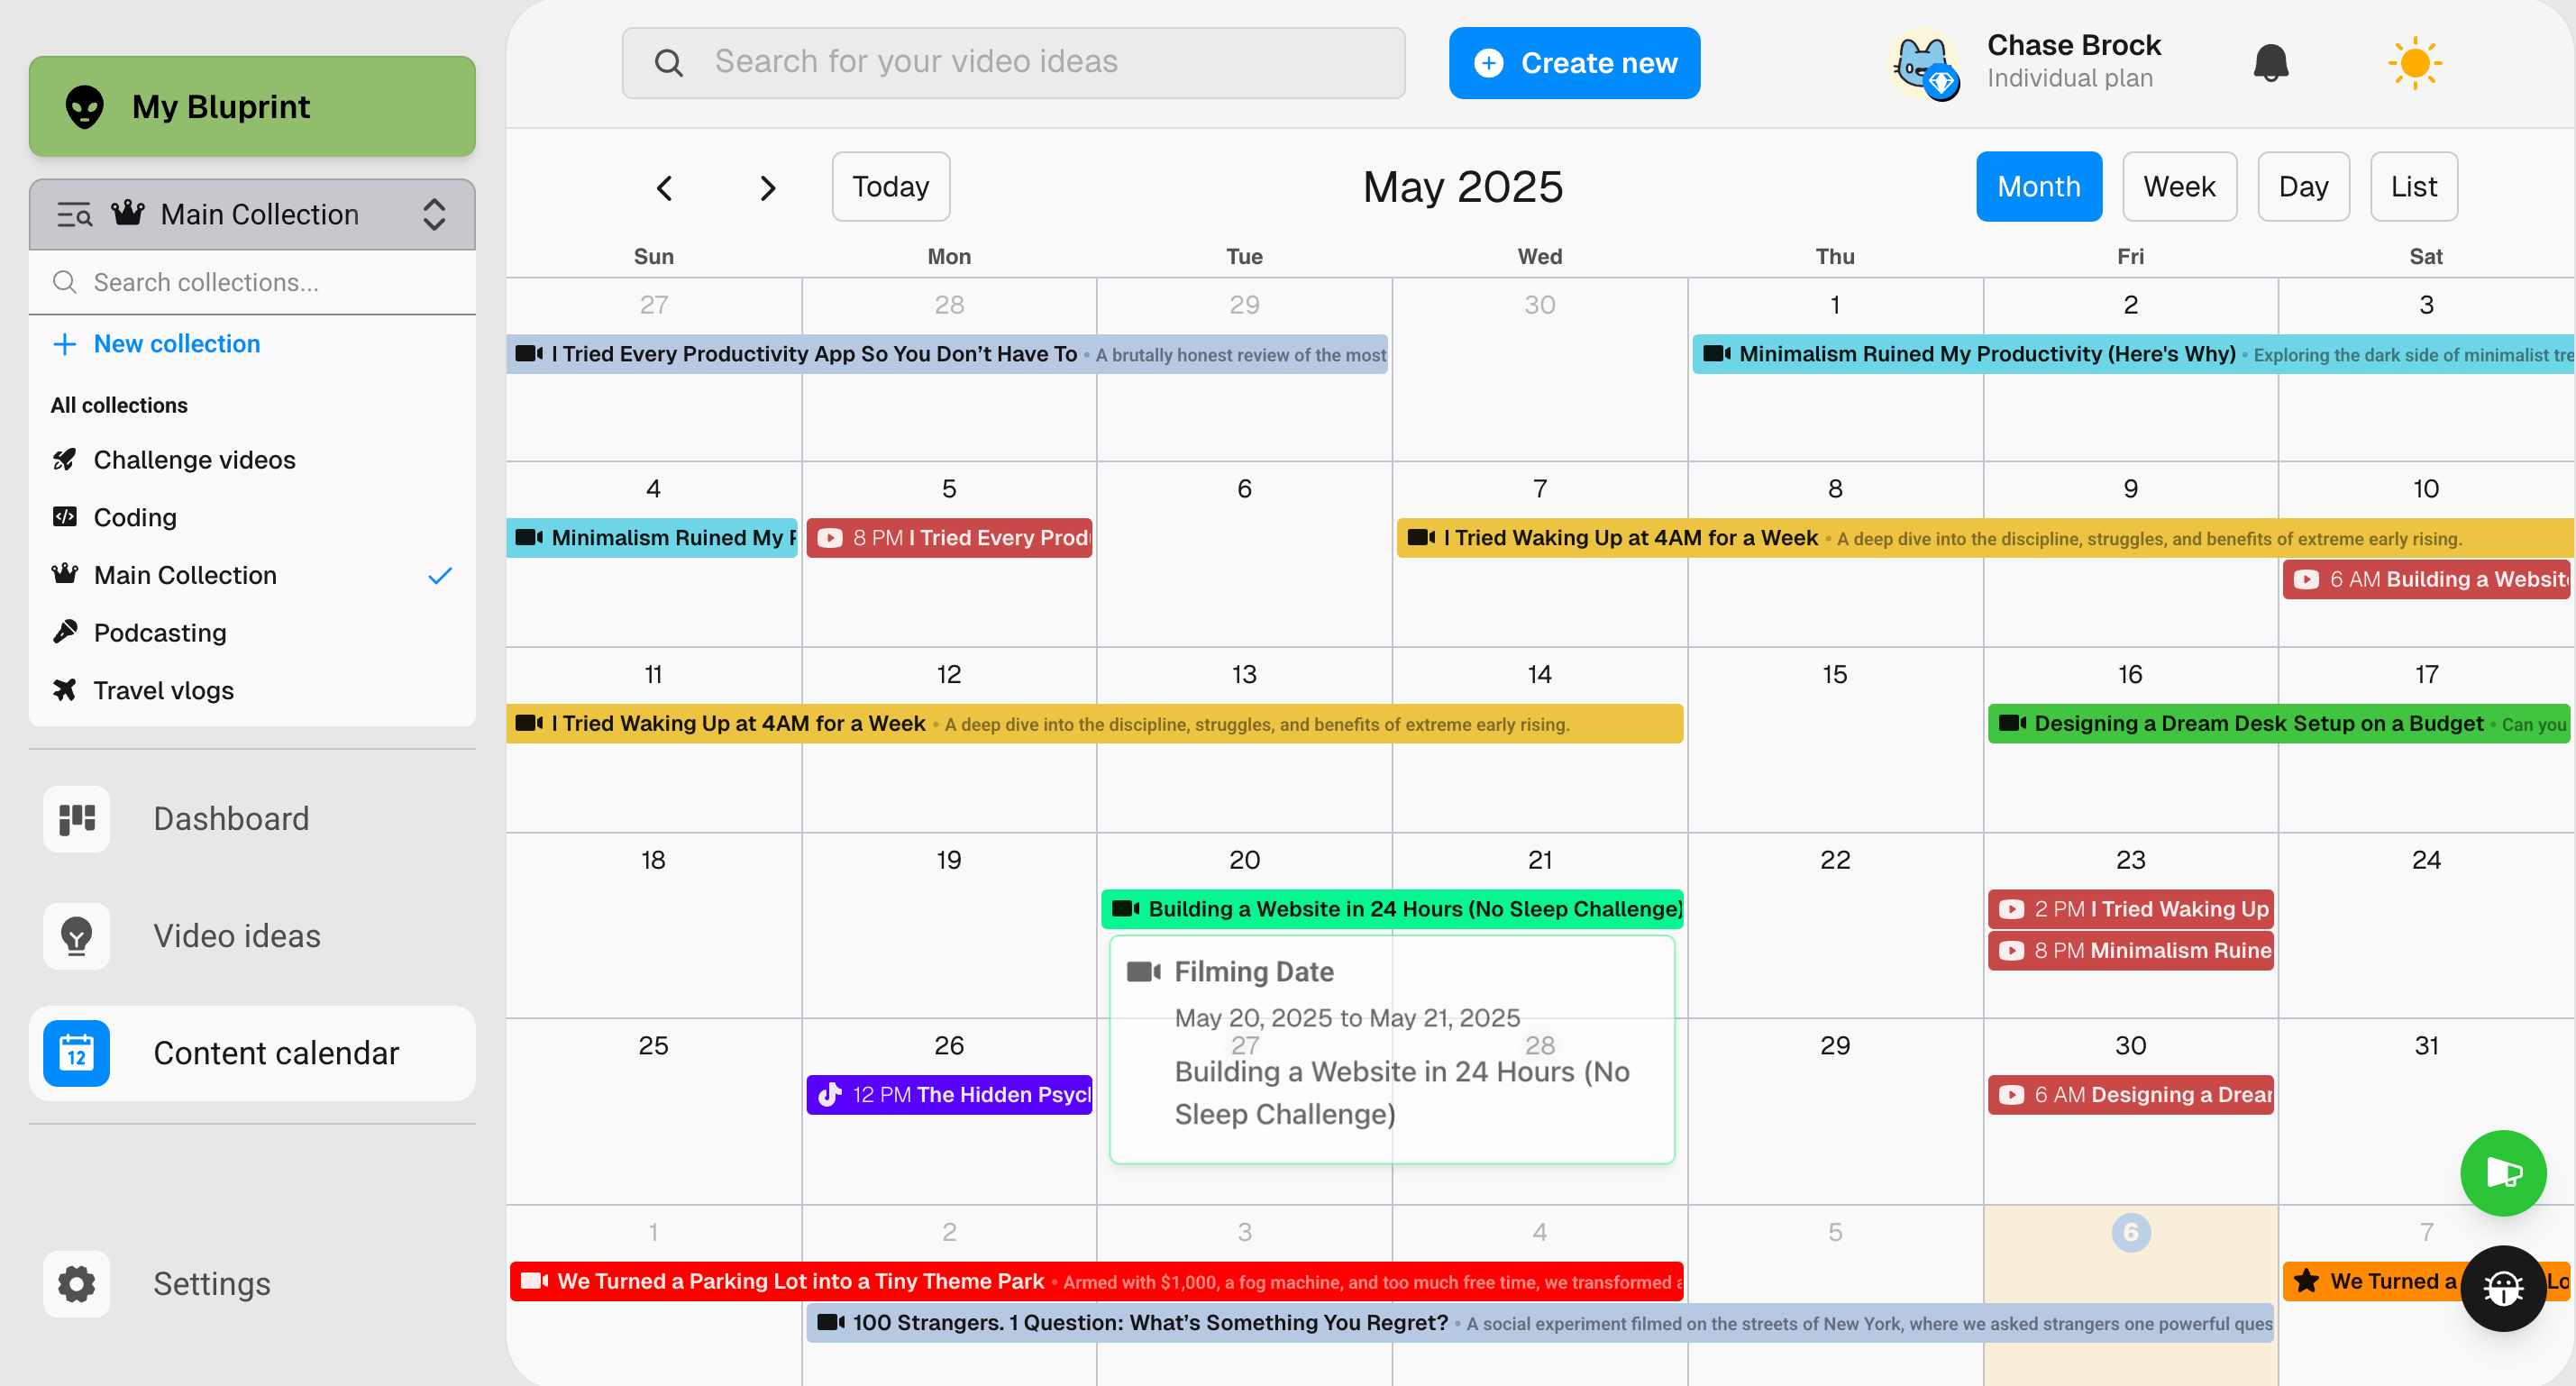 My Bluprint
Main Collection
Search collections...
New collection
All collections
Challenge videos
Coding
Main Collection
Podcasting
Travel vlogs
Dashboard
Video ideas
12
Content calendar
Settings
Search for your video ideas
Create new
Chase Brock
Individual plan
Today
May 2025
Month
Week
Day
List
Sun Mon Tue Wed Thu Fri Sat
27 28 29 30 1 2 3
I Tried Every Productivity App So You Don’t Have To • A brutally honest review of the most
Minimalism Ruined My Productivity (Here's Why) • Exploring the dark side of minimalist tre
4 5 6 7 8 9 10
Minimalism Ruined My
8 PM I Tried Every Prod
I Tried Waking Up at 4AM for a Week • A deep dive into the discipline, struggles, and benefits of extreme early rising.
6 AM Building a Website
11 12 13 14 15 16 17
I Tried Waking Up at 4AM for a Week • A deep dive into the discipline, struggles, and benefits of extreme early rising.
Designing a Dream Desk Setup on a Budget • Can you
18 19 20 21 22 23 24
Building a Website in 24 Hours (No Sleep Challenge)
2 PM I Tried Waking Up
8 PM Minimalism Ruine
Filming Date
May 20, 2025 to May 21, 2025
Building a Website in 24 Hours (No
Sleep Challenge)
25 26 27 28 29 30 31
12 PM The Hidden Psych
6 AM Designing a Drea
1 2 3 4 5 6 7
We Turned a Parking Lot into a Tiny Theme Park • Armed with $1,000, a fog machine, and too much free time, we transformed a
We Turned a Lo
100 Strangers. 1 Question: What’s Something You Regret? • A social experiment filmed on the streets of New York, where we asked strangers one powerful ques